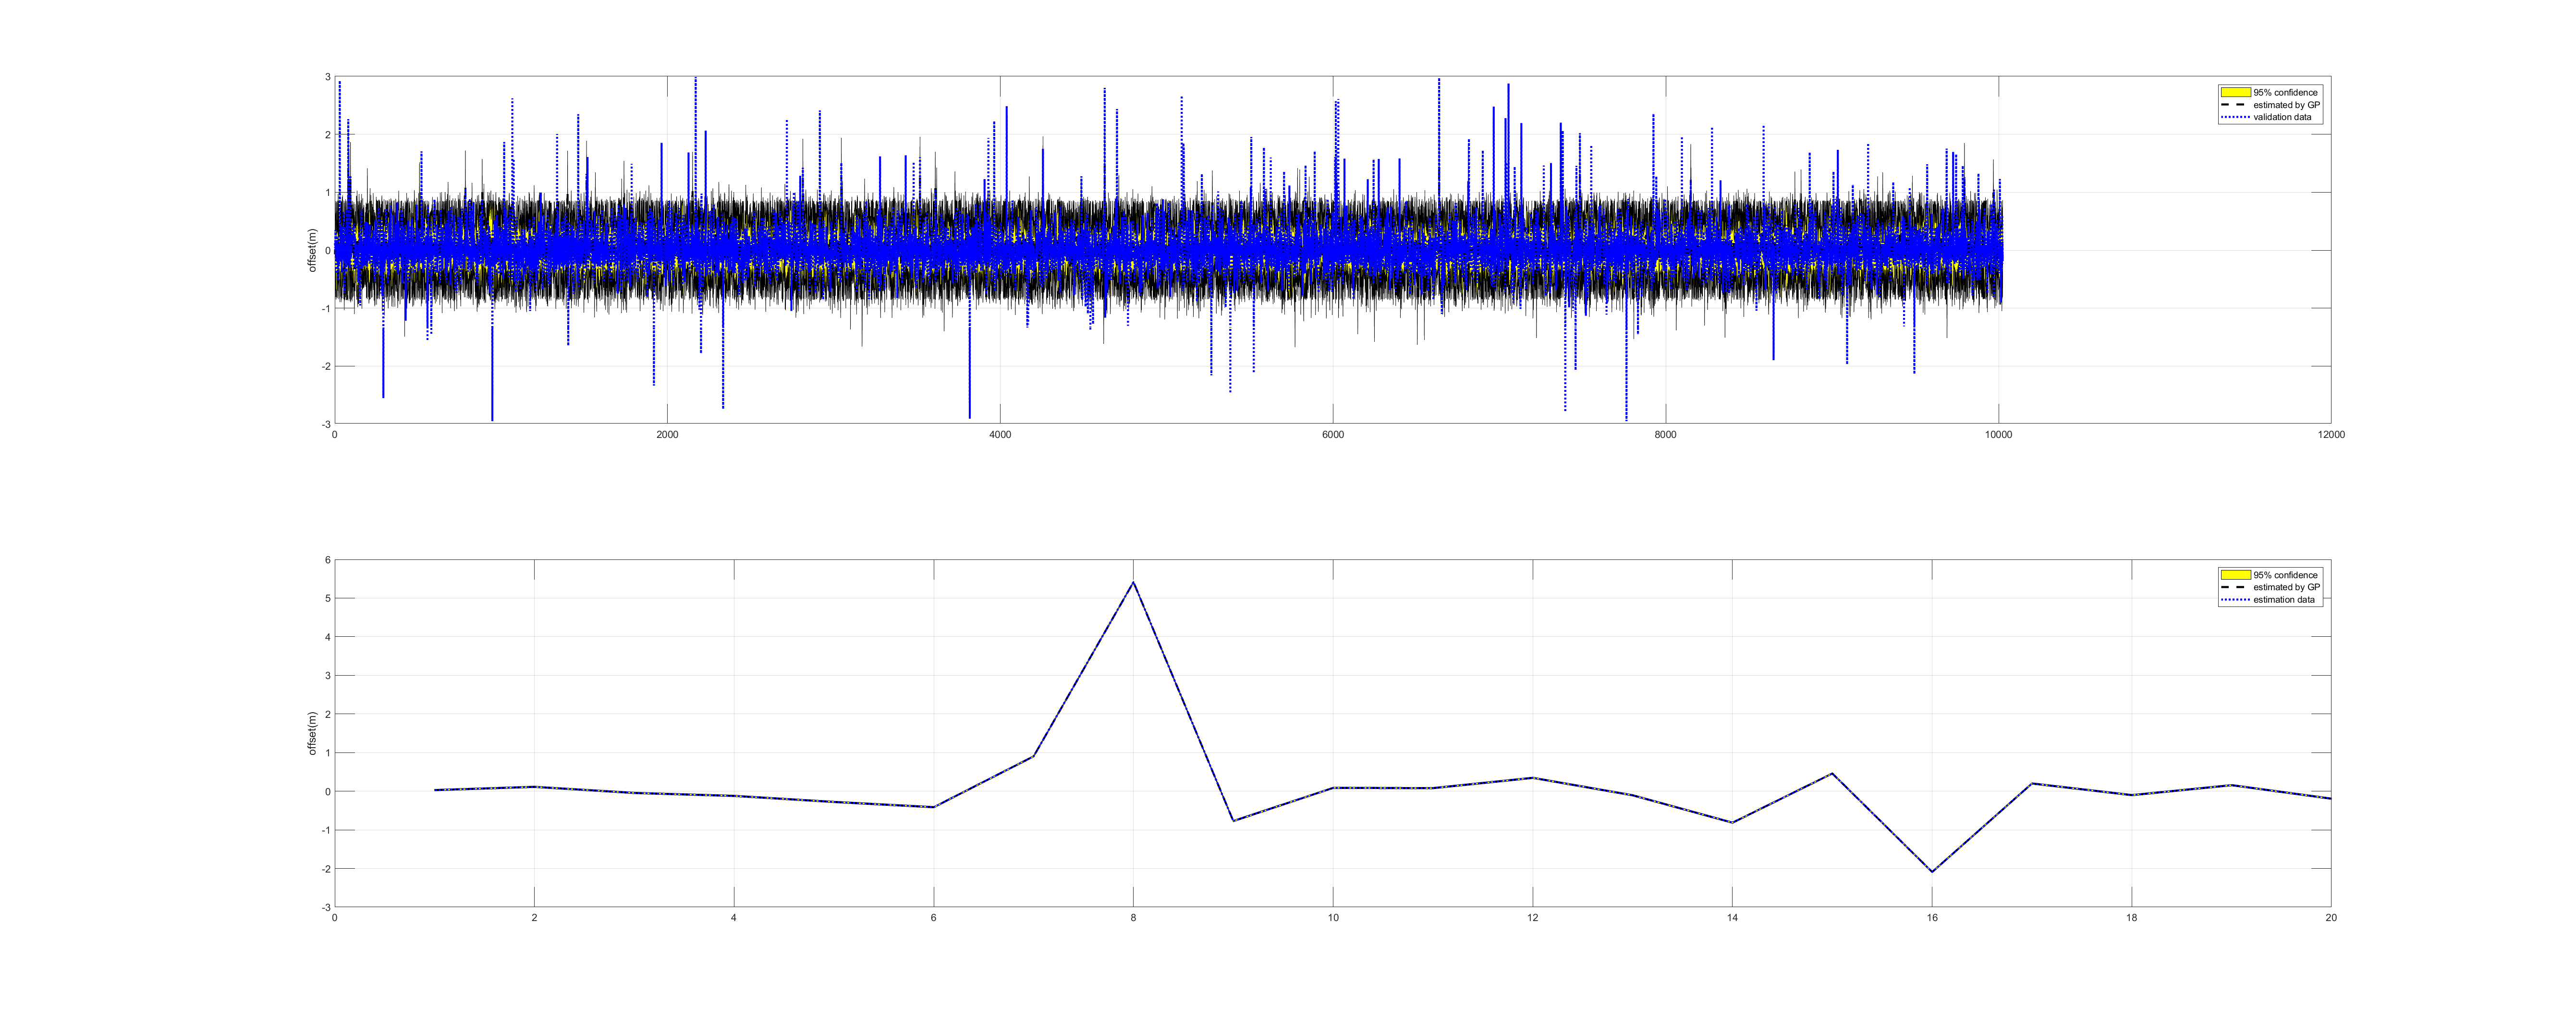 3
2
1
0
-1
-2
-3
offset(m)
0 2000 4000 6000 8000 10000 12000
95% confidence
estimated by GP
validation data
6
5
4
3
2
1
0
-1
-2
-3
offset(m)
0 2 4 6 8 10 12 14 16 18 20
95% confidence
estimated by GP
estimation data